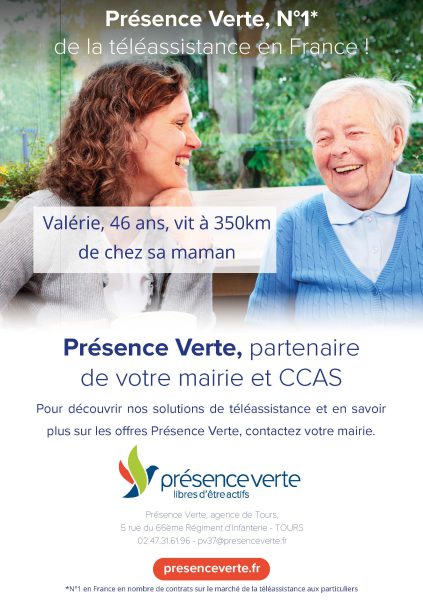 Présence Verte, N°1*
de la téléassistance en France !
Valérie, 46 ans, vit à 350km
de chez sa maman
Présence Verte, partenaire
de votre mairie et CCAS
Pour découvrir nos solutions de téléassistance et en savoir
plus sur les offres Présence Verte, contactez votre mairie.
présence verte
libres d'être actifs
Présence Verte, agence de Tours,
5 rue du 66ème Régiment d'Infanterie - TOURS
02.47.31.61.96 - pv37@presenceverte.fr
presenceverte.fr
*N°1 en France en nombre de contrats sur le marché de la téléassistance aux particuliers